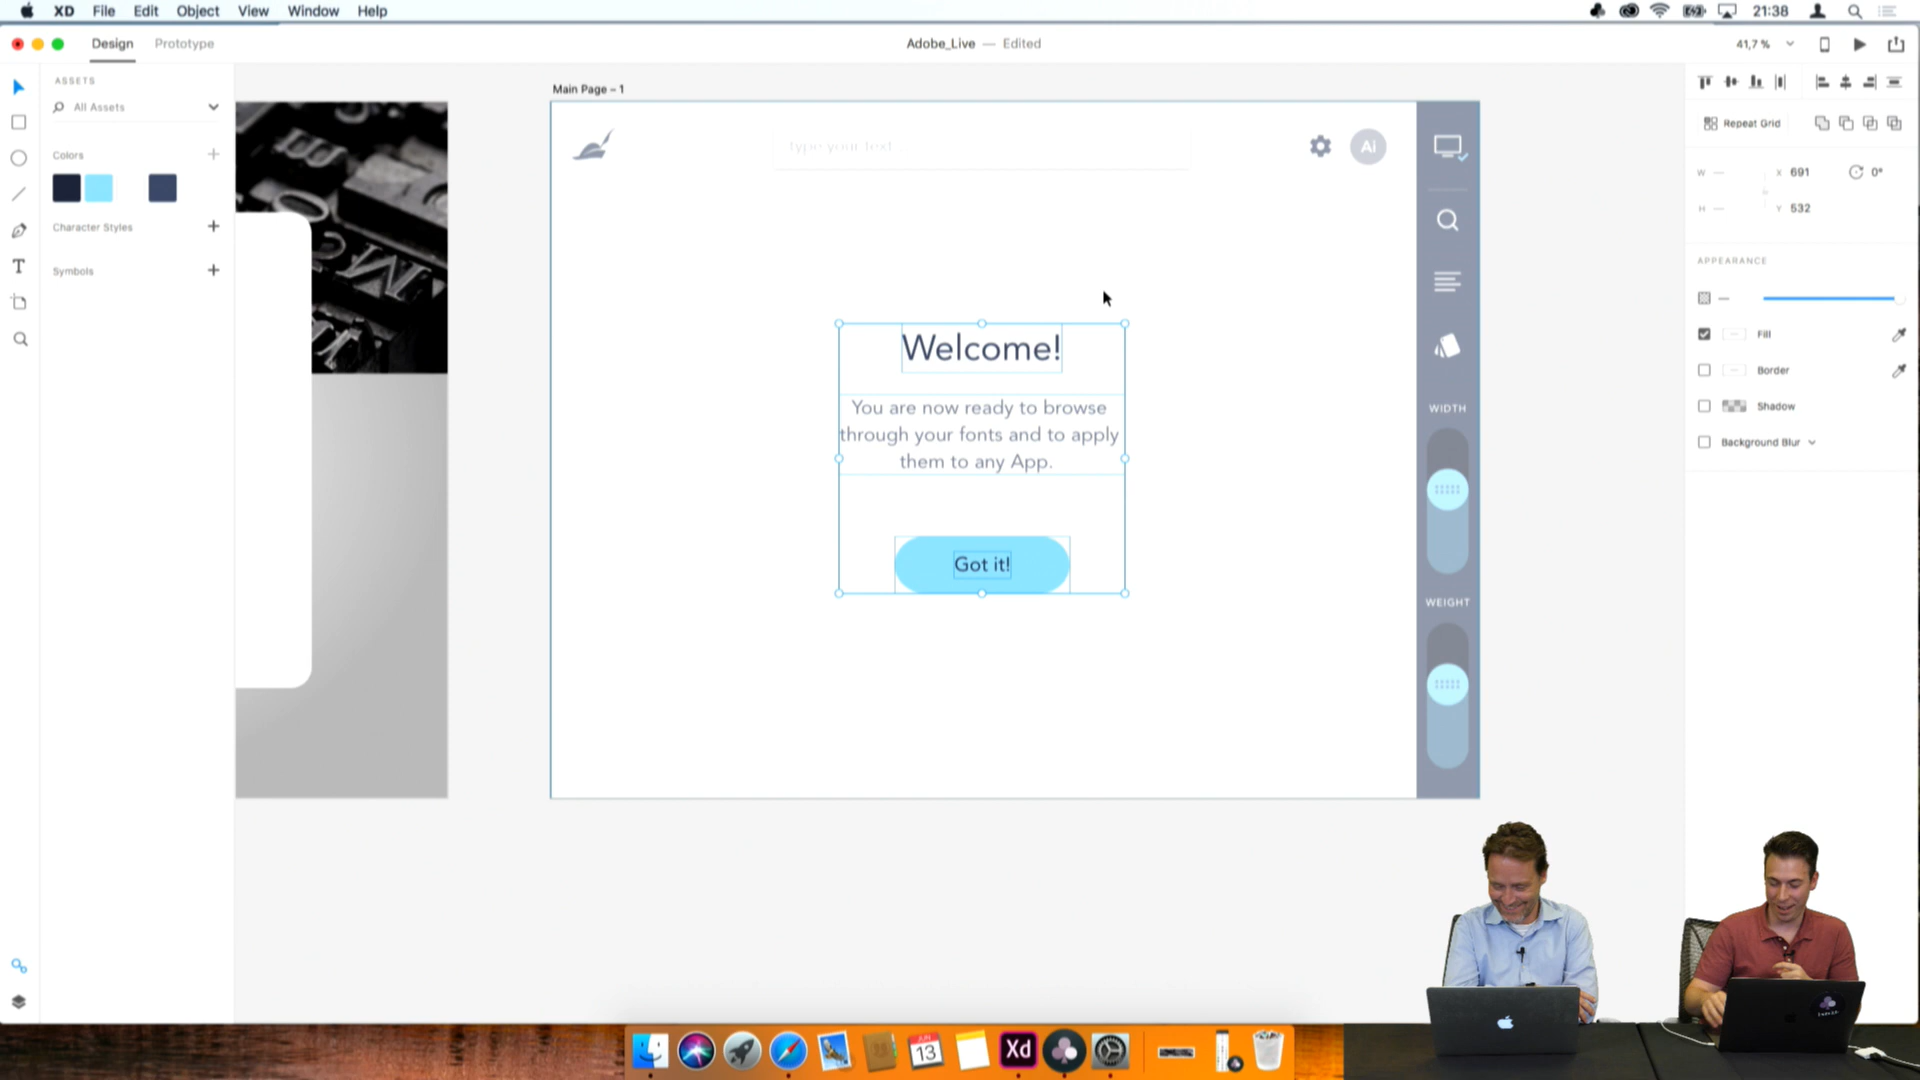 XD File Edit Object View Window Help 21:38
Design Prototype Adobe_Live — Edited 41,7 %
ASSETS
All Assets
Colors
Character Styles
Symbols
Main Page – 1
type your text...
Ai
Welcome!
You are now ready to browse
through your fonts and to apply
them to any App.
Got it!
WIDTH
WEIGHT
Repeat Grid
W — X 691 0°
H — Y 532
APPEARANCE
Fill
Border
Shadow
Background Blur
13
Xd